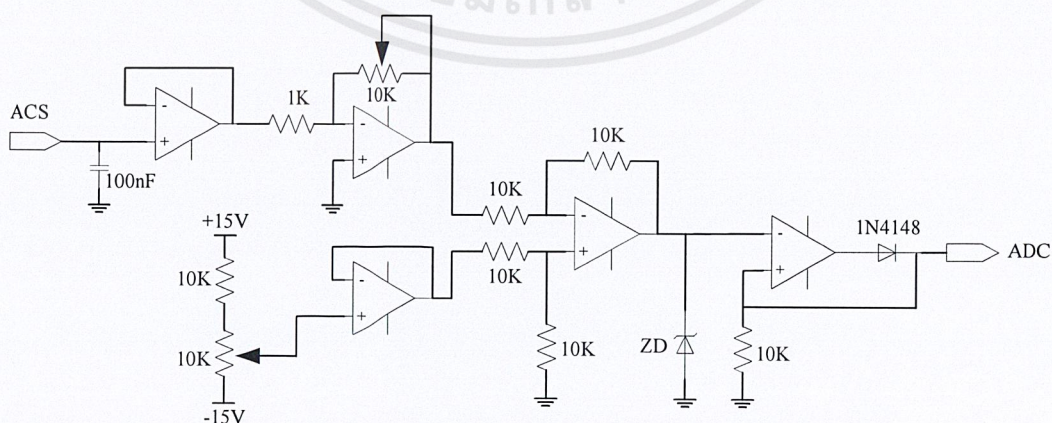 ACS
100nF
-
+
1K
10K
-
+
+15V
10K
10K
-15V
-
+
10K
10K
10K
-
+
10K
ZD
-
+
10K
1N4148
ADC